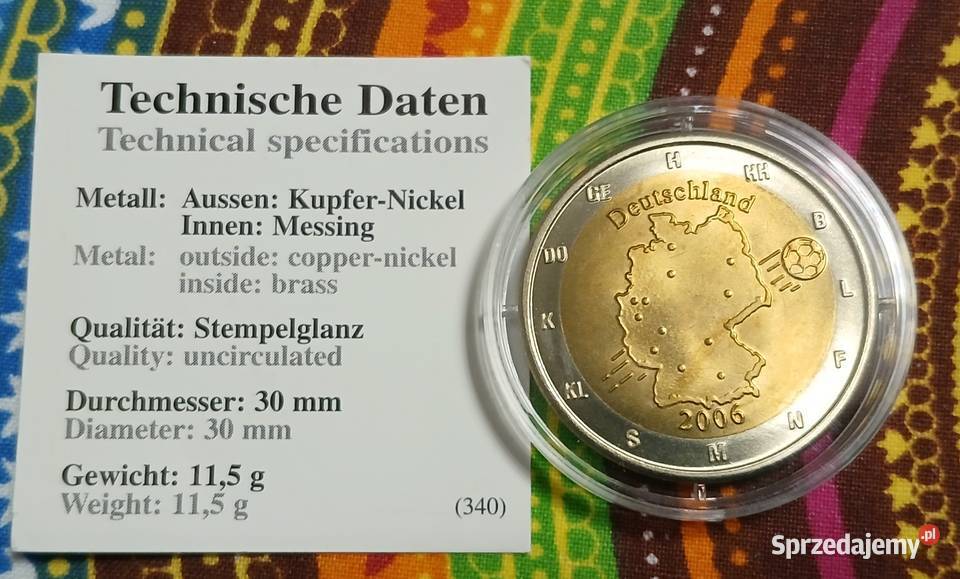 Technische Daten
Technical specifications
Metall: Aussen: Kupfer-Nickel
Innen: Messing
Metal: outside: copper-nickel
inside: brass
Qualität: Stempelglanz
Quality: uncirculated
Durchmesser: 30 mm
Diameter: 30 mm
Gewicht: 11,5 g
Weight: 11,5 g
(340)
Deutschland
2006
H
HH
B
L
F
N
M
S
KL
K
DO
GE
Sprzedajemy.pl